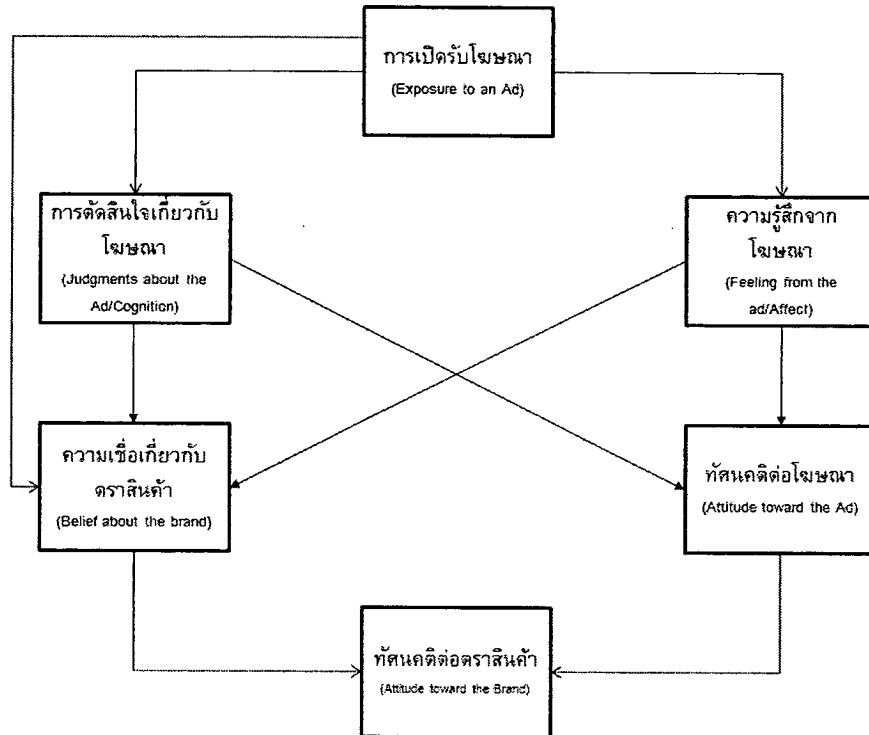 การเปิดรับโฆษณา
(Exposure to an Ad)
การตัดสินใจเกี่ยวกับ
โฆษณา
(Judgments about the
Ad/Cognition)
ความรู้สึกจาก
โฆษณา
(Feeling from the
ad/Affect)
ความเชื่อเกี่ยวกับ
ตราสินค้า
(Belief about the brand)
ทัศนคติต่อโฆษณา
(Attitude toward the Ad)
ทัศนคติต่อตราสินค้า
(Attitude toward the Brand)